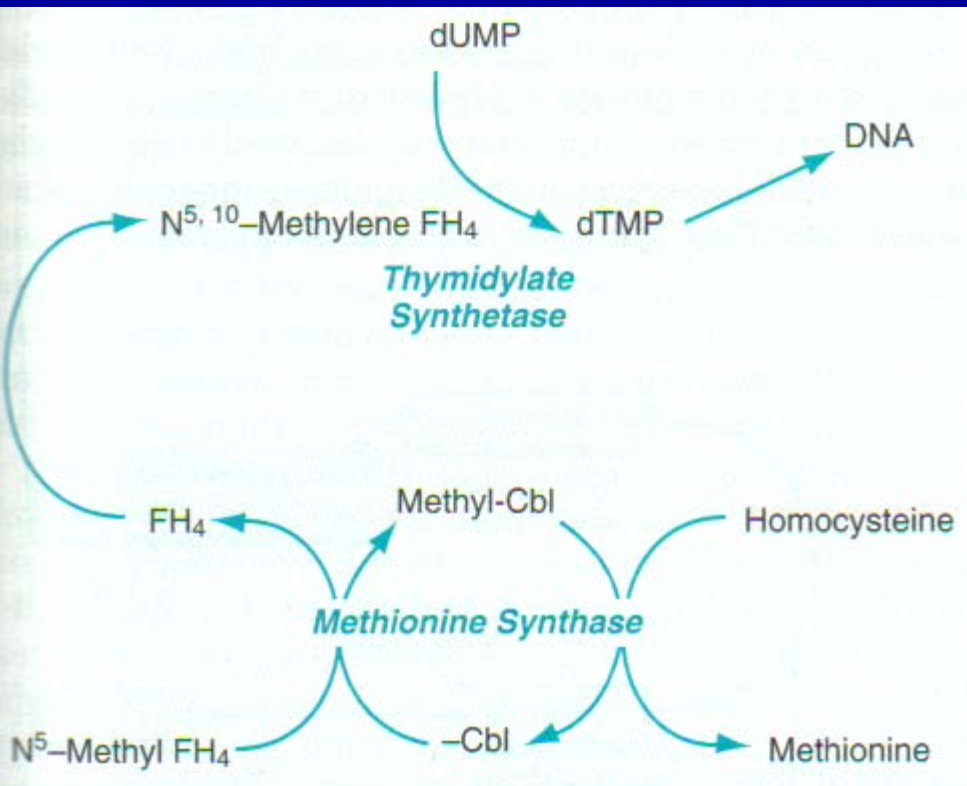 dUMP
DNA
N5, 10–Methylene FH4
dTMP
Thymidylate
Synthetase
Methyl-Cbl
FH4
Homocysteine
Methionine Synthase
N5–Methyl FH4
–Cbl
Methionine